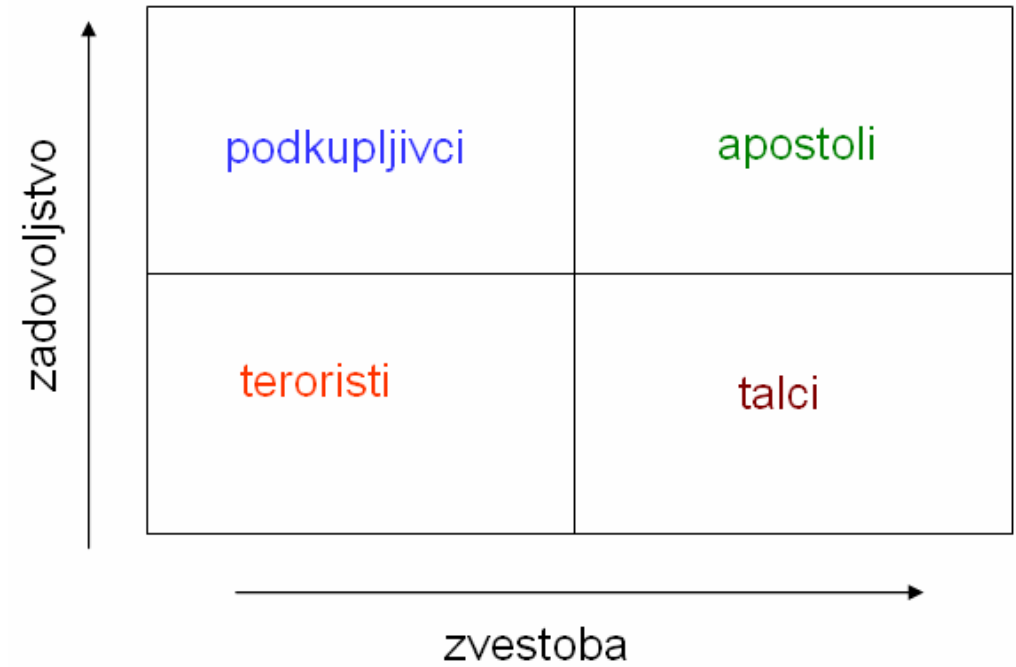 zadovoljstvo
podkupljivci
apostoli
teroristi
talci
zvestoba